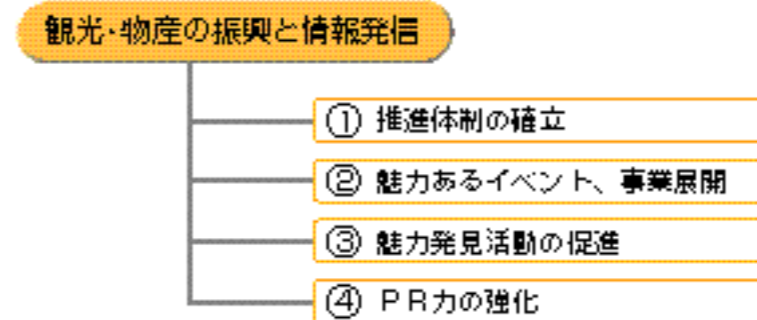 観光・物産の振興と情報発信
① 推進体制の確立
② 魅力あるイベント、事業展開
③ 魅力発見活動の促進
④ ＰＲ力の強化